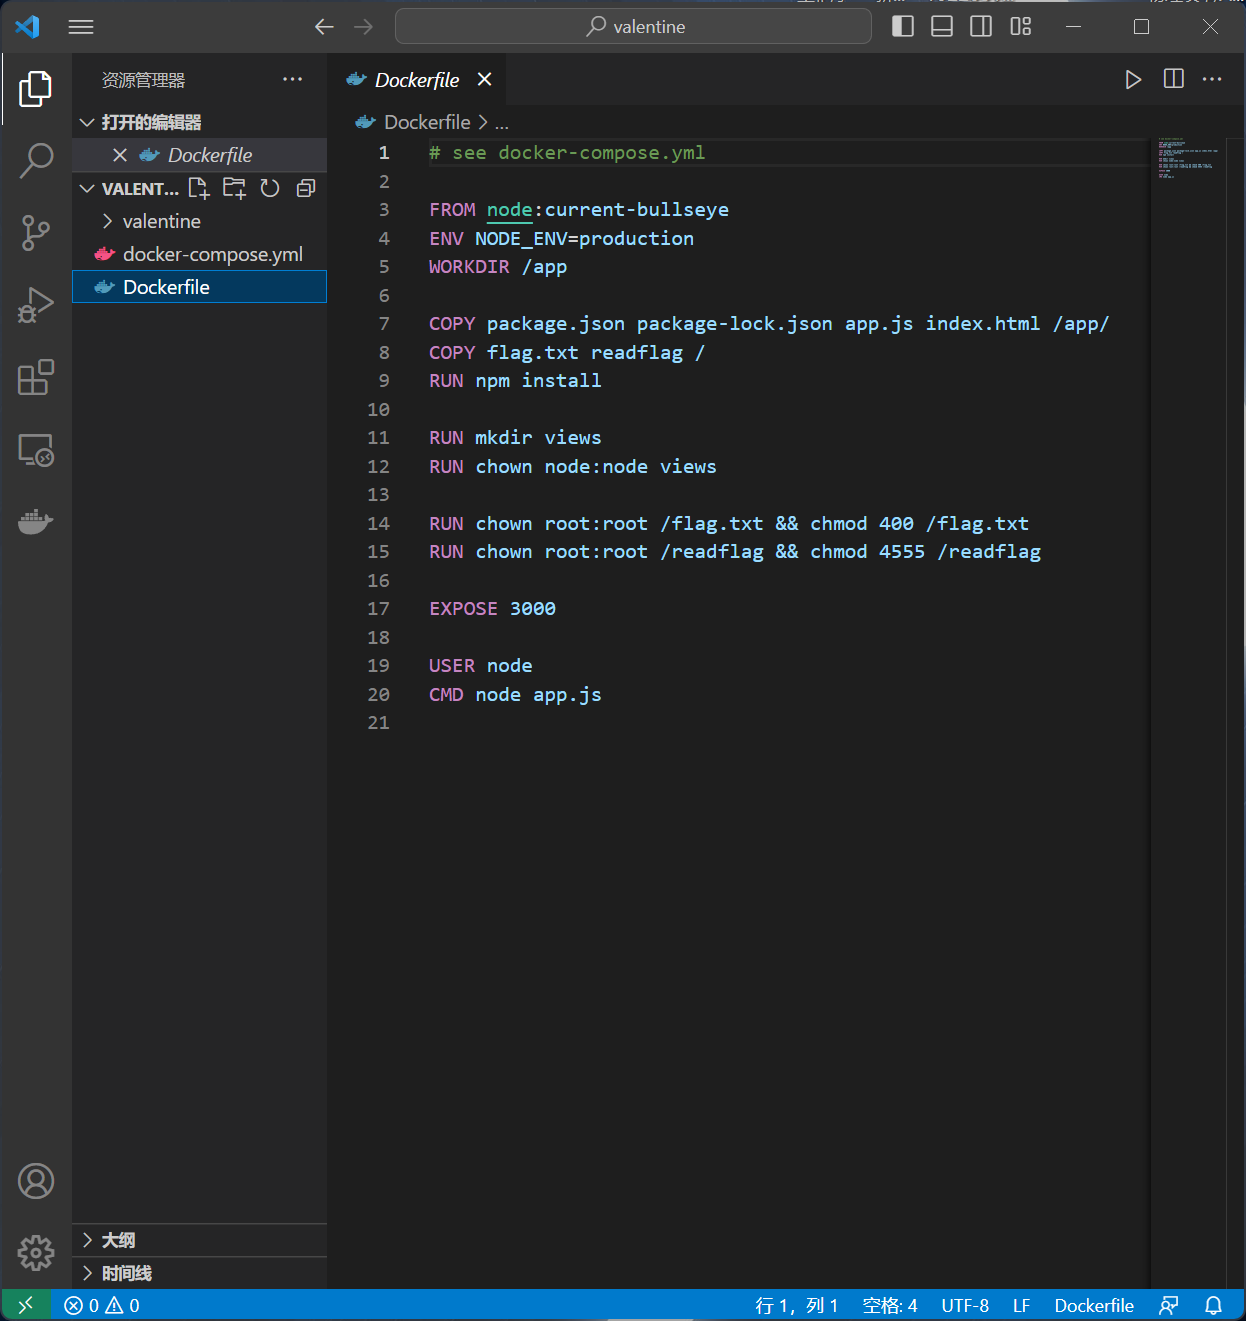 valentine
资源管理器
打开的编辑器
Dockerfile
VALENT...
valentine
docker-compose.yml
Dockerfile
大纲
时间线
Dockerfile
Dockerfile > ...
1 # see docker-compose.yml
2
3 FROM node:current-bullseye
4 ENV NODE_ENV=production
5 WORKDIR /app
6
7 COPY package.json package-lock.json app.js index.html /app/
8 COPY flag.txt readflag /
9 RUN npm install
10
11 RUN mkdir views
12 RUN chown node:node views
13
14 RUN chown root:root /flag.txt && chmod 400 /flag.txt
15 RUN chown root:root /readflag && chmod 4555 /readflag
16
17 EXPOSE 3000
18
19 USER node
20 CMD node app.js
21
0 0 行 1，列 1 空格: 4 UTF-8 LF Dockerfile